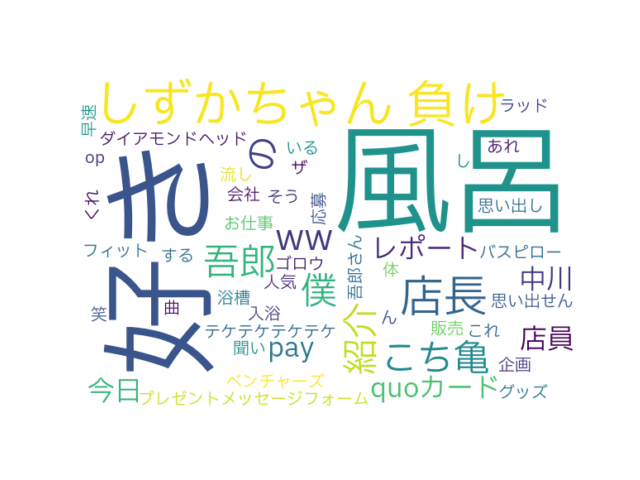 しずかちゃん 負け
ラッド
早速
ダイアモンドヘッド
の
いる
あれ
op
ザ
し
流し
風呂
好き
くれ
会社
そう
応募
思い出し
お仕事
ww
レポート
バスピロー
フィット
する
吾郎
ゴロウ
吾郎さん
体
中川
人気
僕
店長
浴槽
思い出せん
笑
曲
入浴
ん
販売
これ
店員
テケテケテケテケ
聞い
pay
紹介
こち亀
企画
今日
ベンチャーズ
quoカード
グッズ
プレゼントメッセージフォーム